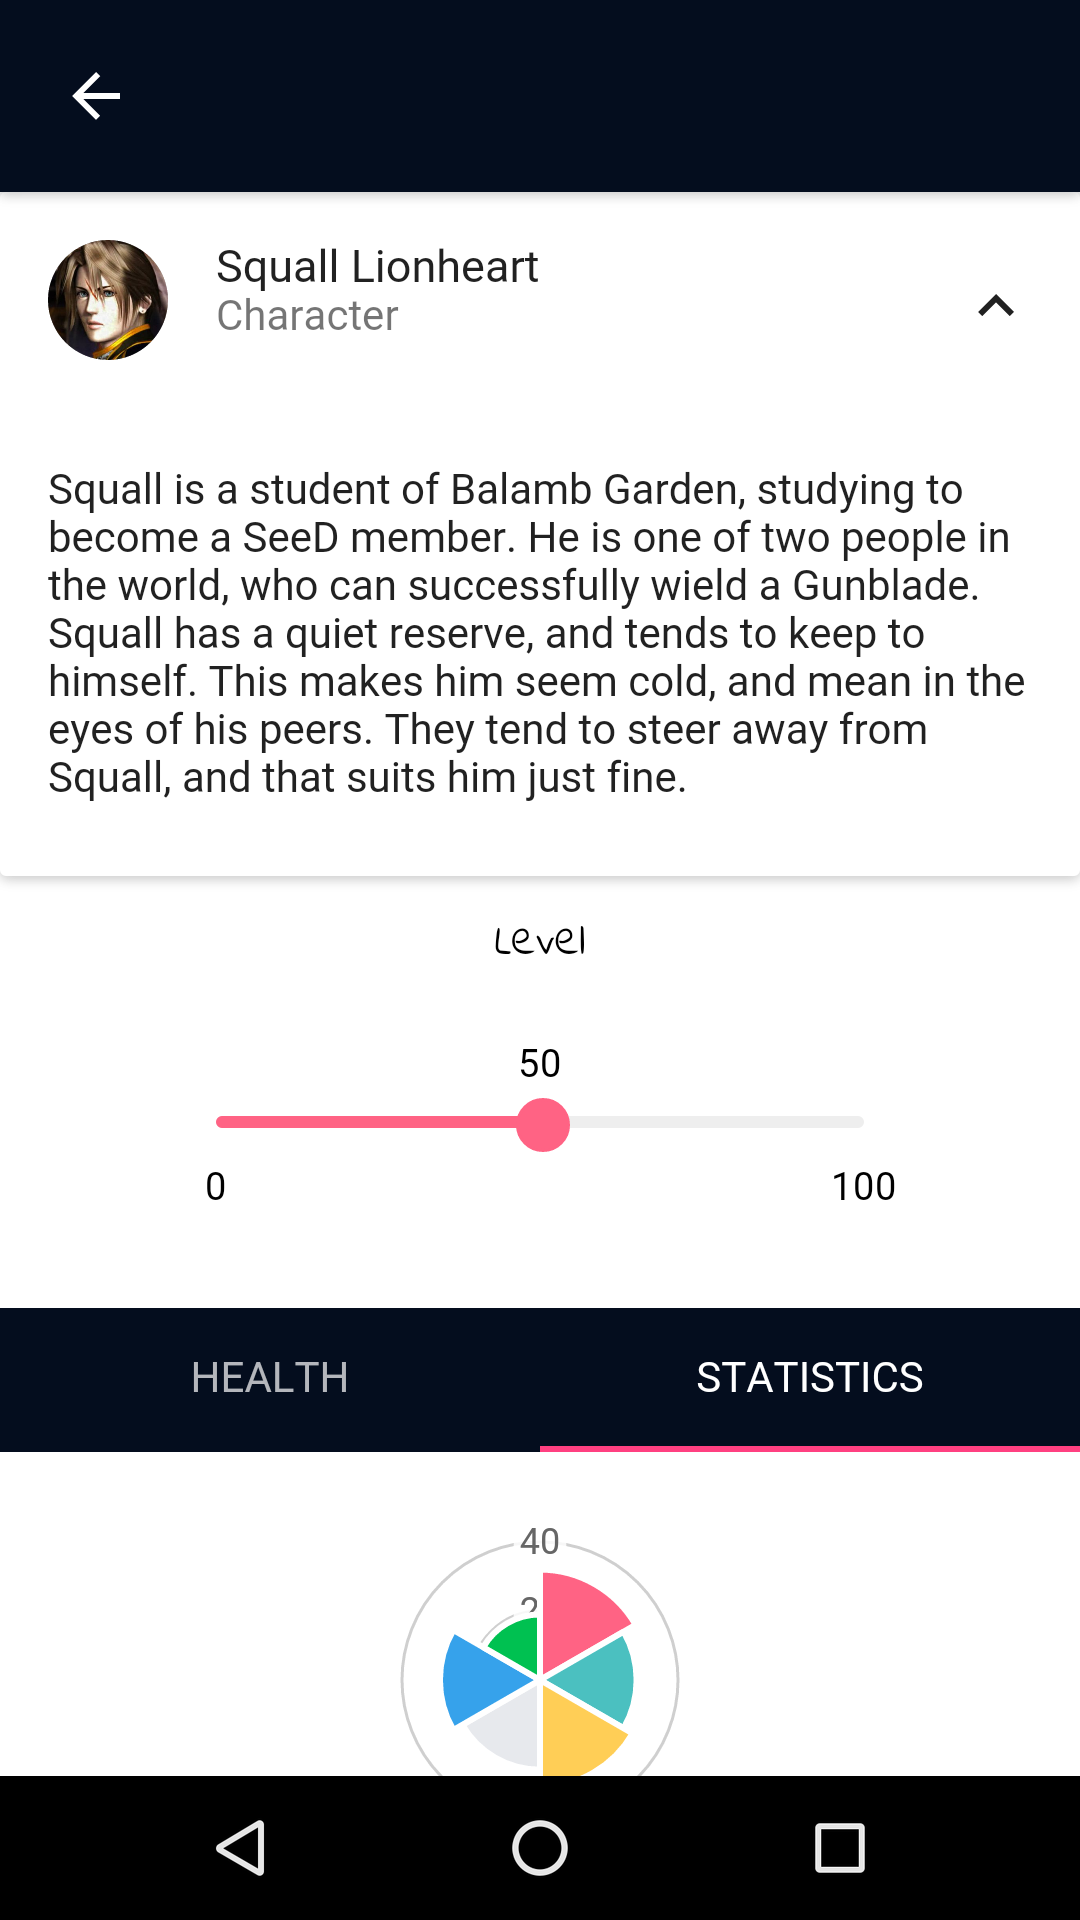 Squall Lionheart
Character
Squall is a student of Balamb Garden, studying to
become a SeeD member. He is one of two people in
the world, who can successfully wield a Gunblade.
Squall has a quiet reserve, and tends to keep to
himself. This makes him seem cold, and mean in the
eyes of his peers. They tend to steer away from
Squall, and that suits him just fine.
Level
50
0 100
HEALTH STATISTICS
40